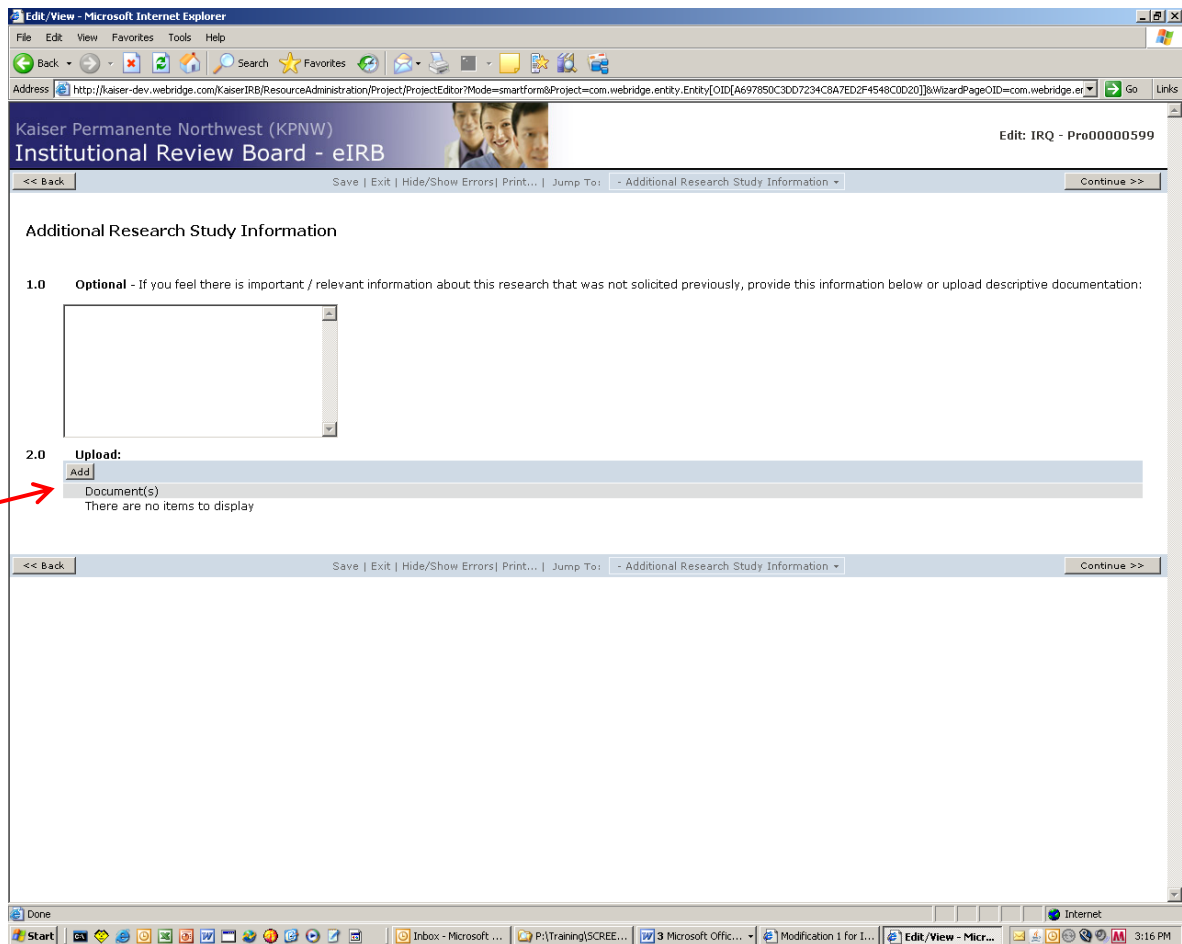 Edit/View - Microsoft Internet Explorer
File Edit View Favorites Tools Help
Back Search Favorites
Address http://kaiser-dev.webridge.com/KaiserIRB/ResourceAdministration/Project/ProjectEditor?Mode=smartform&Project=com.webridge.entity.Entity[OID[A697850C3DD7234C8A7ED2F4548C0D20]]&WizardPageOID=com.webridge.er Go Links
Kaiser Permanente Northwest (KPNW)
Institutional Review Board - eIRB
Edit: IRQ - Pro00000599
<< Back Save | Exit | Hide/Show Errors| Print... | Jump To: - Additional Research Study Information Continue >>
Additional Research Study Information
1.0 Optional - If you feel there is important / relevant information about this research that was not solicited previously, provide this information below or upload descriptive documentation:
2.0 Upload:
Add
Document(s)
There are no items to display
<< Back Save | Exit | Hide/Show Errors| Print... | Jump To: - Additional Research Study Information Continue >>
Done Internet
Start Inbox - Microsoft ... P:\Training\SCREE... 3 Microsoft Offic... Modification 1 for I... Edit/View - Micr... 3:16 PM